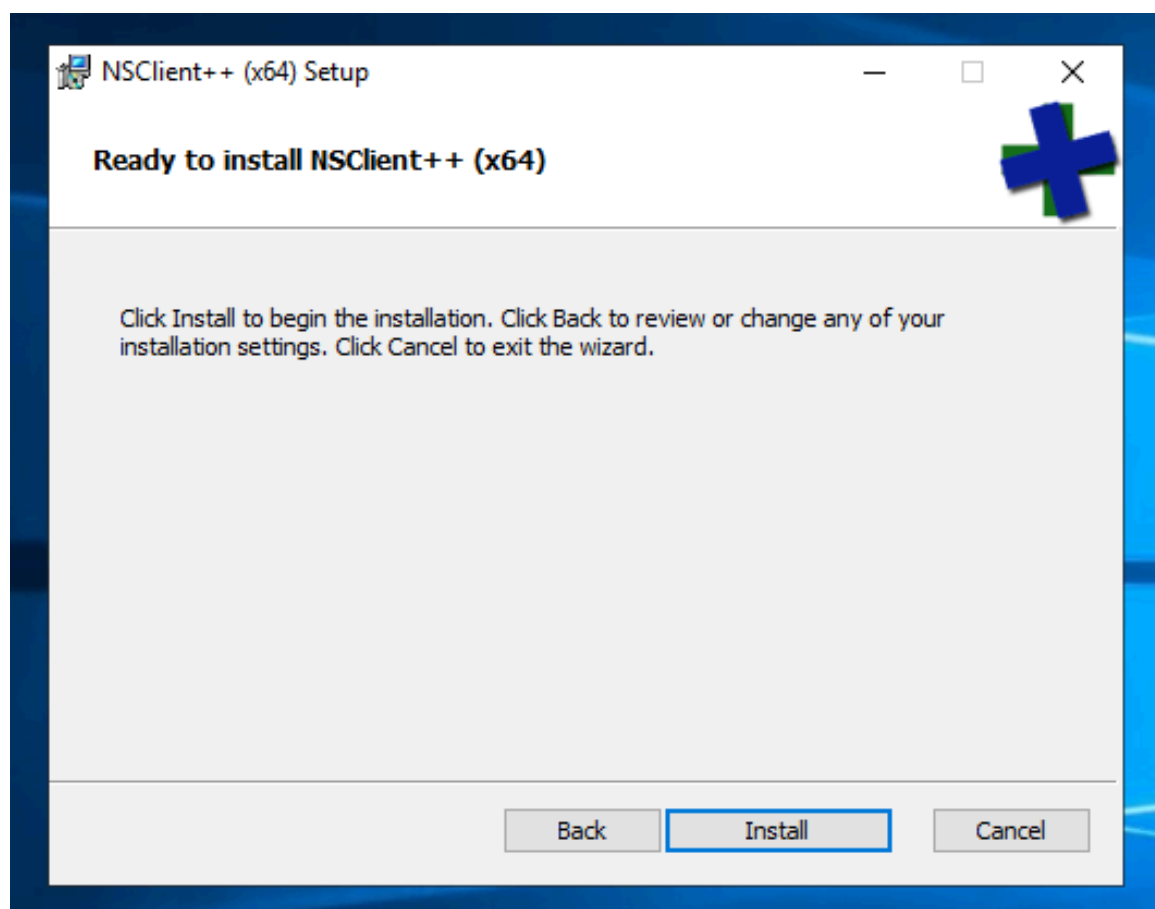 NSClient++ (x64) Setup
Ready to install NSClient++ (x64)
Click Install to begin the installation. Click Back to review or change any of your
installation settings. Click Cancel to exit the wizard.
Back Install Cancel